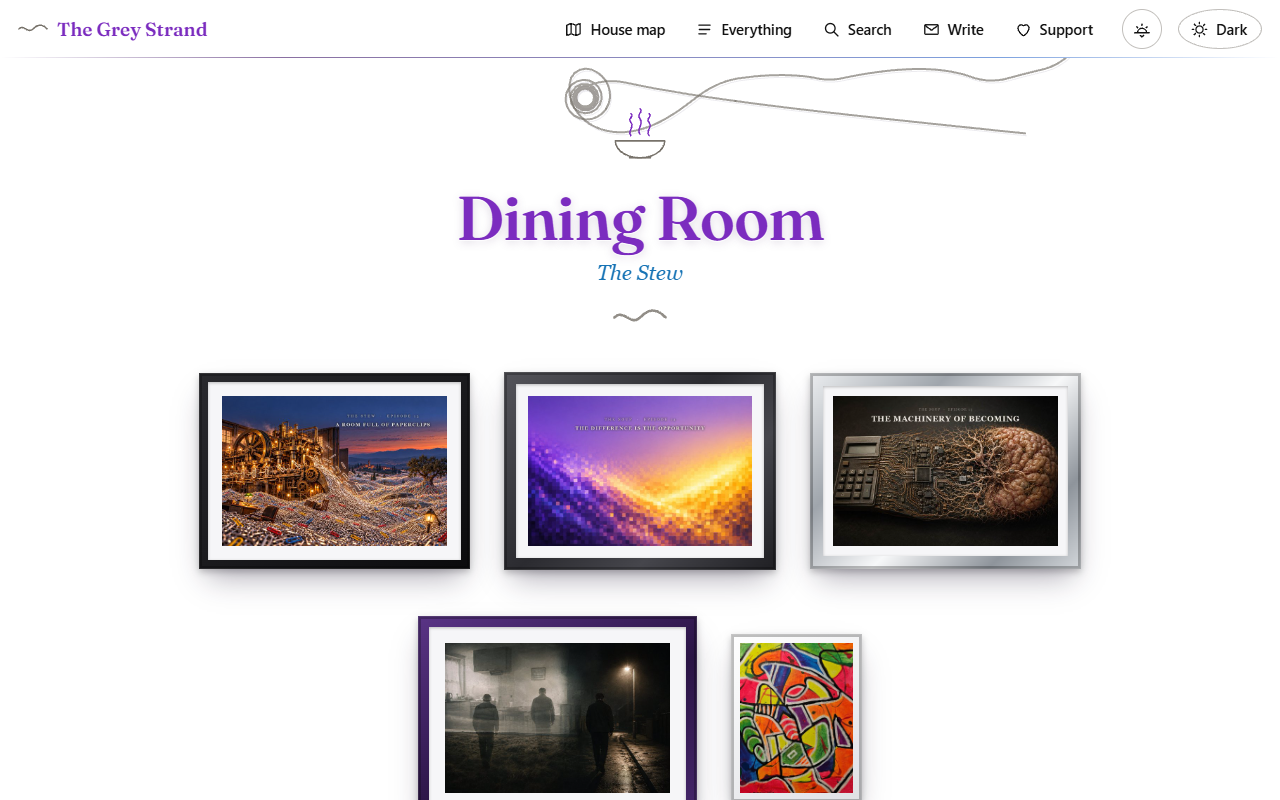 The Grey Strand
House map
Everything
Search
Write
Support
Dark
Dining Room
The Stew
A ROOM FULL OF PAPERCLIPS
THE DIFFERENCE IS THE OPPORTUNITY
THE MACHINERY OF BECOMING